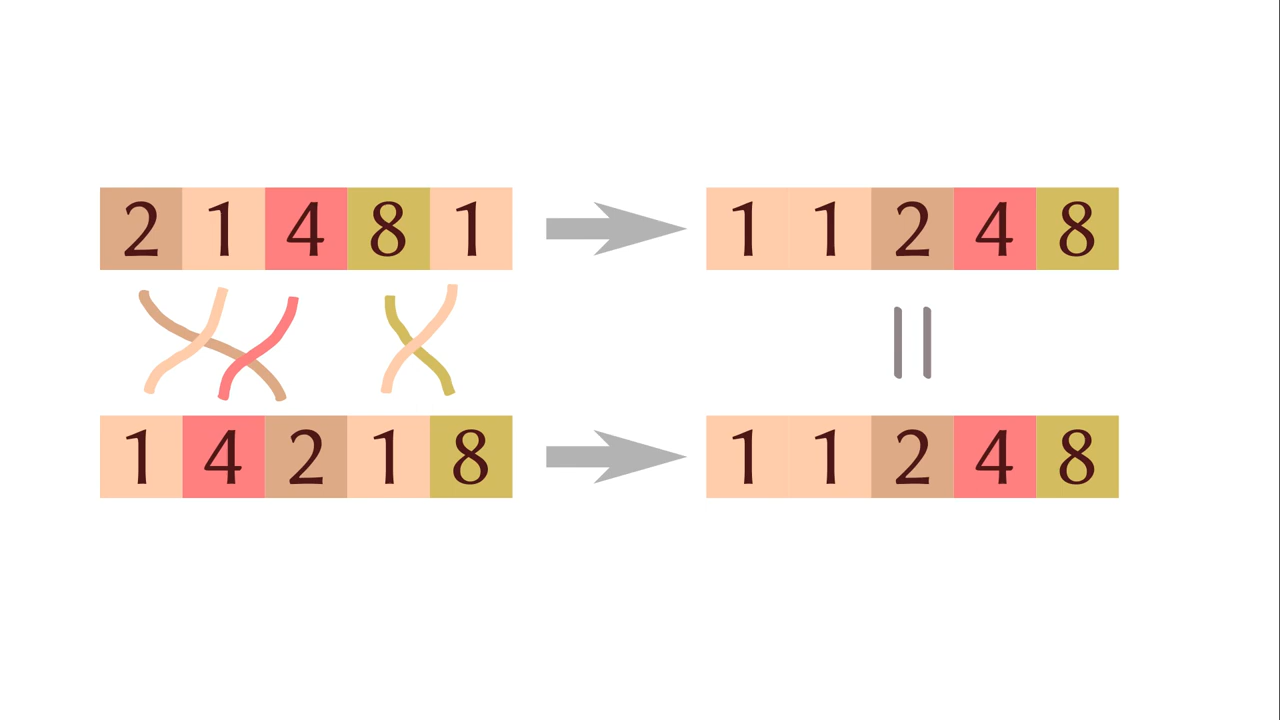 2 1 4 8 1
1 1 2 4 8
1 4 2 1 8
1 1 2 4 8